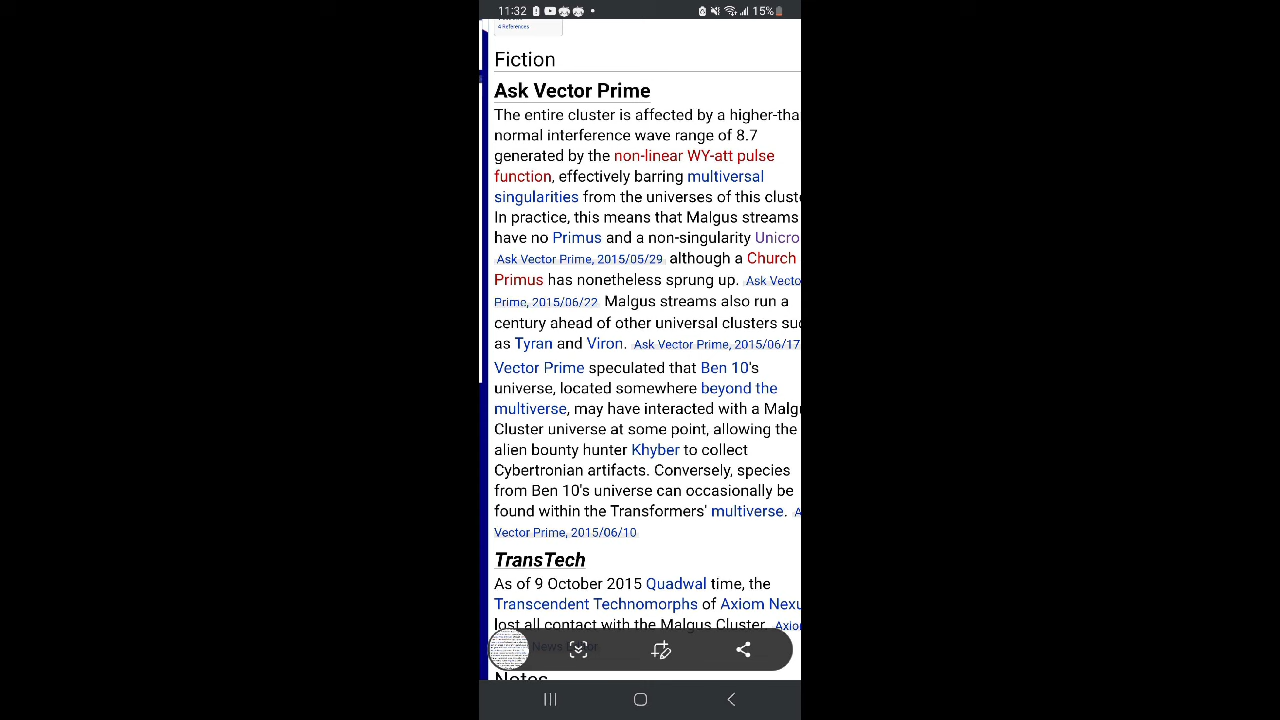 11:32 15%
4 References
Fiction
Ask Vector Prime
The entire cluster is affected by a higher-tha
normal interference wave range of 8.7
generated by the non-linear WY-att pulse
function, effectively barring multiversal
singularities from the universes of this cluste
In practice, this means that Malgus streams
have no Primus and a non-singularity Unicro
Ask Vector Prime, 2015/05/29 although a Church
Primus has nonetheless sprung up. Ask Vecto
Prime, 2015/06/22 Malgus streams also run a
century ahead of other universal clusters suc
as Tyran and Viron. Ask Vector Prime, 2015/06/17
Vector Prime speculated that Ben 10's
universe, located somewhere beyond the
multiverse, may have interacted with a Malgu
Cluster universe at some point, allowing the
alien bounty hunter Khyber to collect
Cybertronian artifacts. Conversely, species
from Ben 10's universe can occasionally be
found within the Transformers' multiverse. A
Vector Prime, 2015/06/10
TransTech
As of 9 October 2015 Quadwal time, the
Transcendent Technomorphs of Axiom Nexu
lost all contact with the Malgus Cluster. Axio
News
Notes